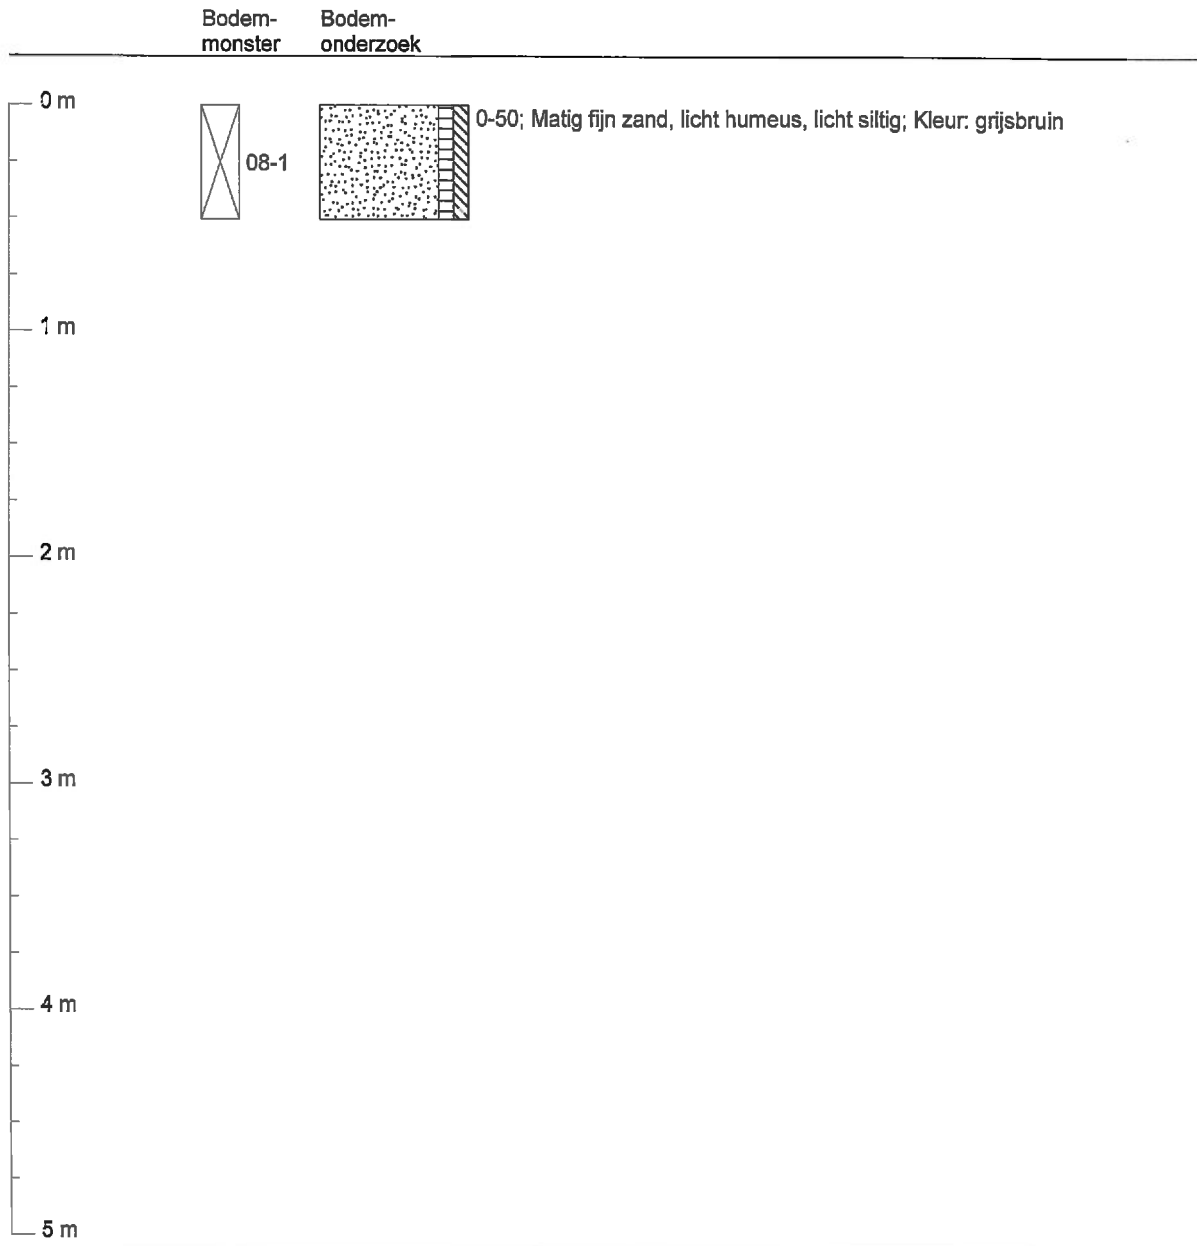 Bodem- Bodem-
monster onderzoek
0 m
0-50; Matig fijn zand, licht humeus, licht siltig; Kleur: grijsbruin
08-1
1 m
2 m
3 m
4 m
5 m